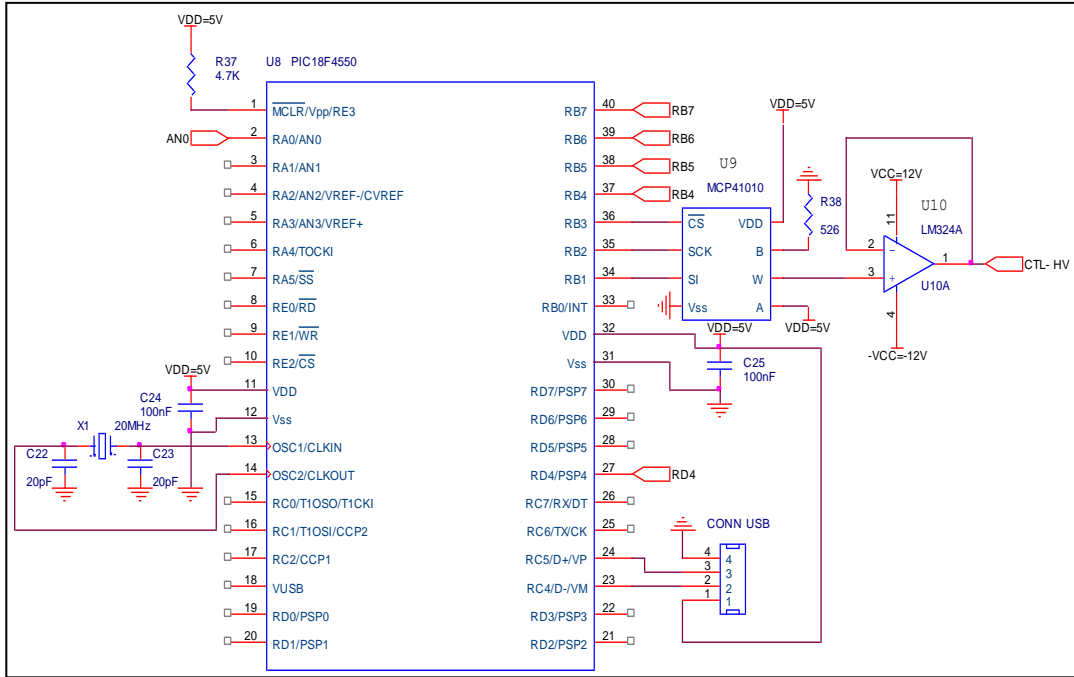 VDD=5V
R37
4.7K
U8 PIC18F4550
1 MCLR/Vpp/RE3
AN0 2 RA0/AN0
3 RA1/AN1
4 RA2/AN2/VREF-/CVREF
5 RA3/AN3/VREF+
6 RA4/TOCKI
7 RA5/SS
8 RE0/RD
9 RE1/WR
10 RE2/CS
VDD=5V
11 VDD
C24
100nF
12 Vss
X1 20MHz
13 OSC1/CLKIN
C22 C23
14 OSC2/CLKOUT
20pF 20pF
15 RC0/T1OSO/T1CKI
16 RC1/T1OSI/CCP2
17 RC2/CCP1
18 VUSB
19 RD0/PSP0
20 RD1/PSP1
RB7 40 RB7
RB6 39 RB6
RB5 38 RB5
RB4 37 RB4
RB3 36
RB2 35
RB1 34
RB0/INT 33
VDD 32
Vss 31
RD7/PSP7 30
RD6/PSP6 29
RD5/PSP5 28
RD4/PSP4 27 RD4
RC7/RX/DT 26
RC6/TX/CK 25
RC5/D+/VP 24
RC4/D-/VM 23
RD3/PSP3 22
RD2/PSP2 21
VDD=5V
U9
MCP41010
CS VDD
SCK B
SI W
Vss A
R38
526
VDD=5V VDD=5V
C25
100nF
VCC=12V
U10
LM324A
11
2
1 CTL- HV
3
U10A
4
-VCC=-12V
CONN USB
4 4
3 3
2 2
1 1